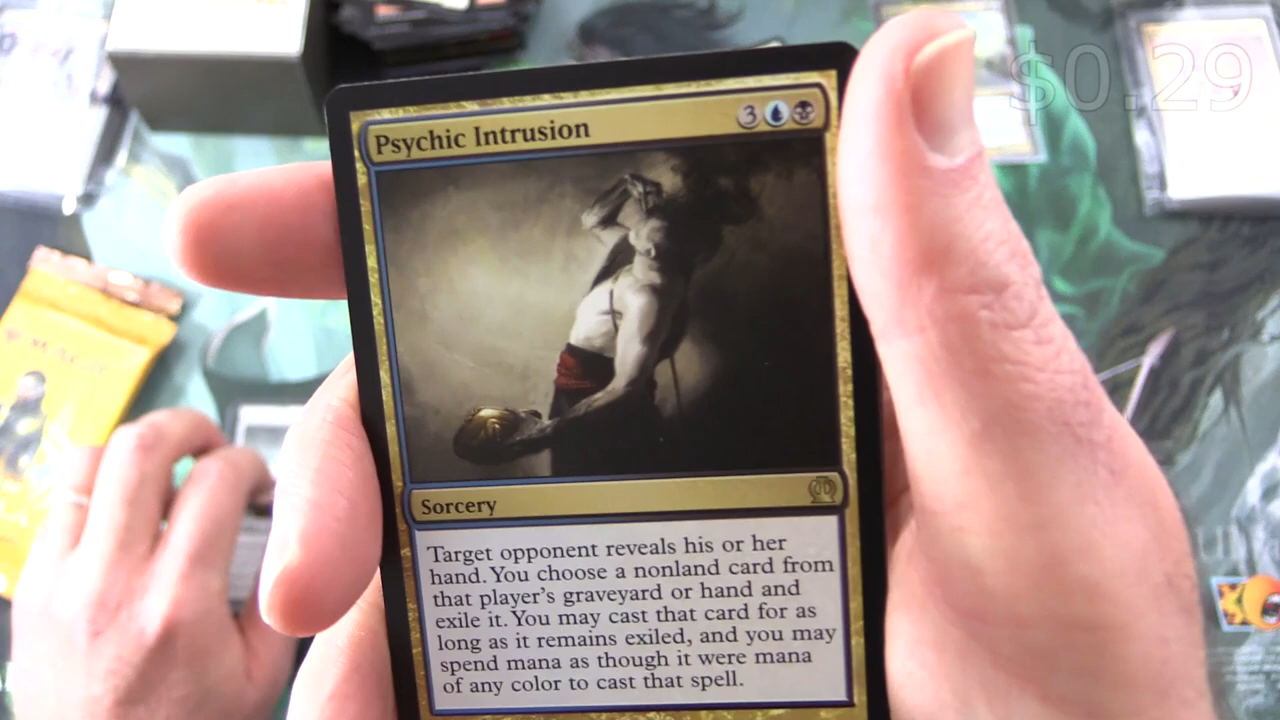 $0.29
Psychic Intrusion
3
Sorcery
Target opponent reveals his or her
hand. You choose a nonland card from
that player's graveyard or hand and
exile it. You may cast that card for as
long as it remains exiled, and you may
spend mana as though it were mana
of any color to cast that spell.